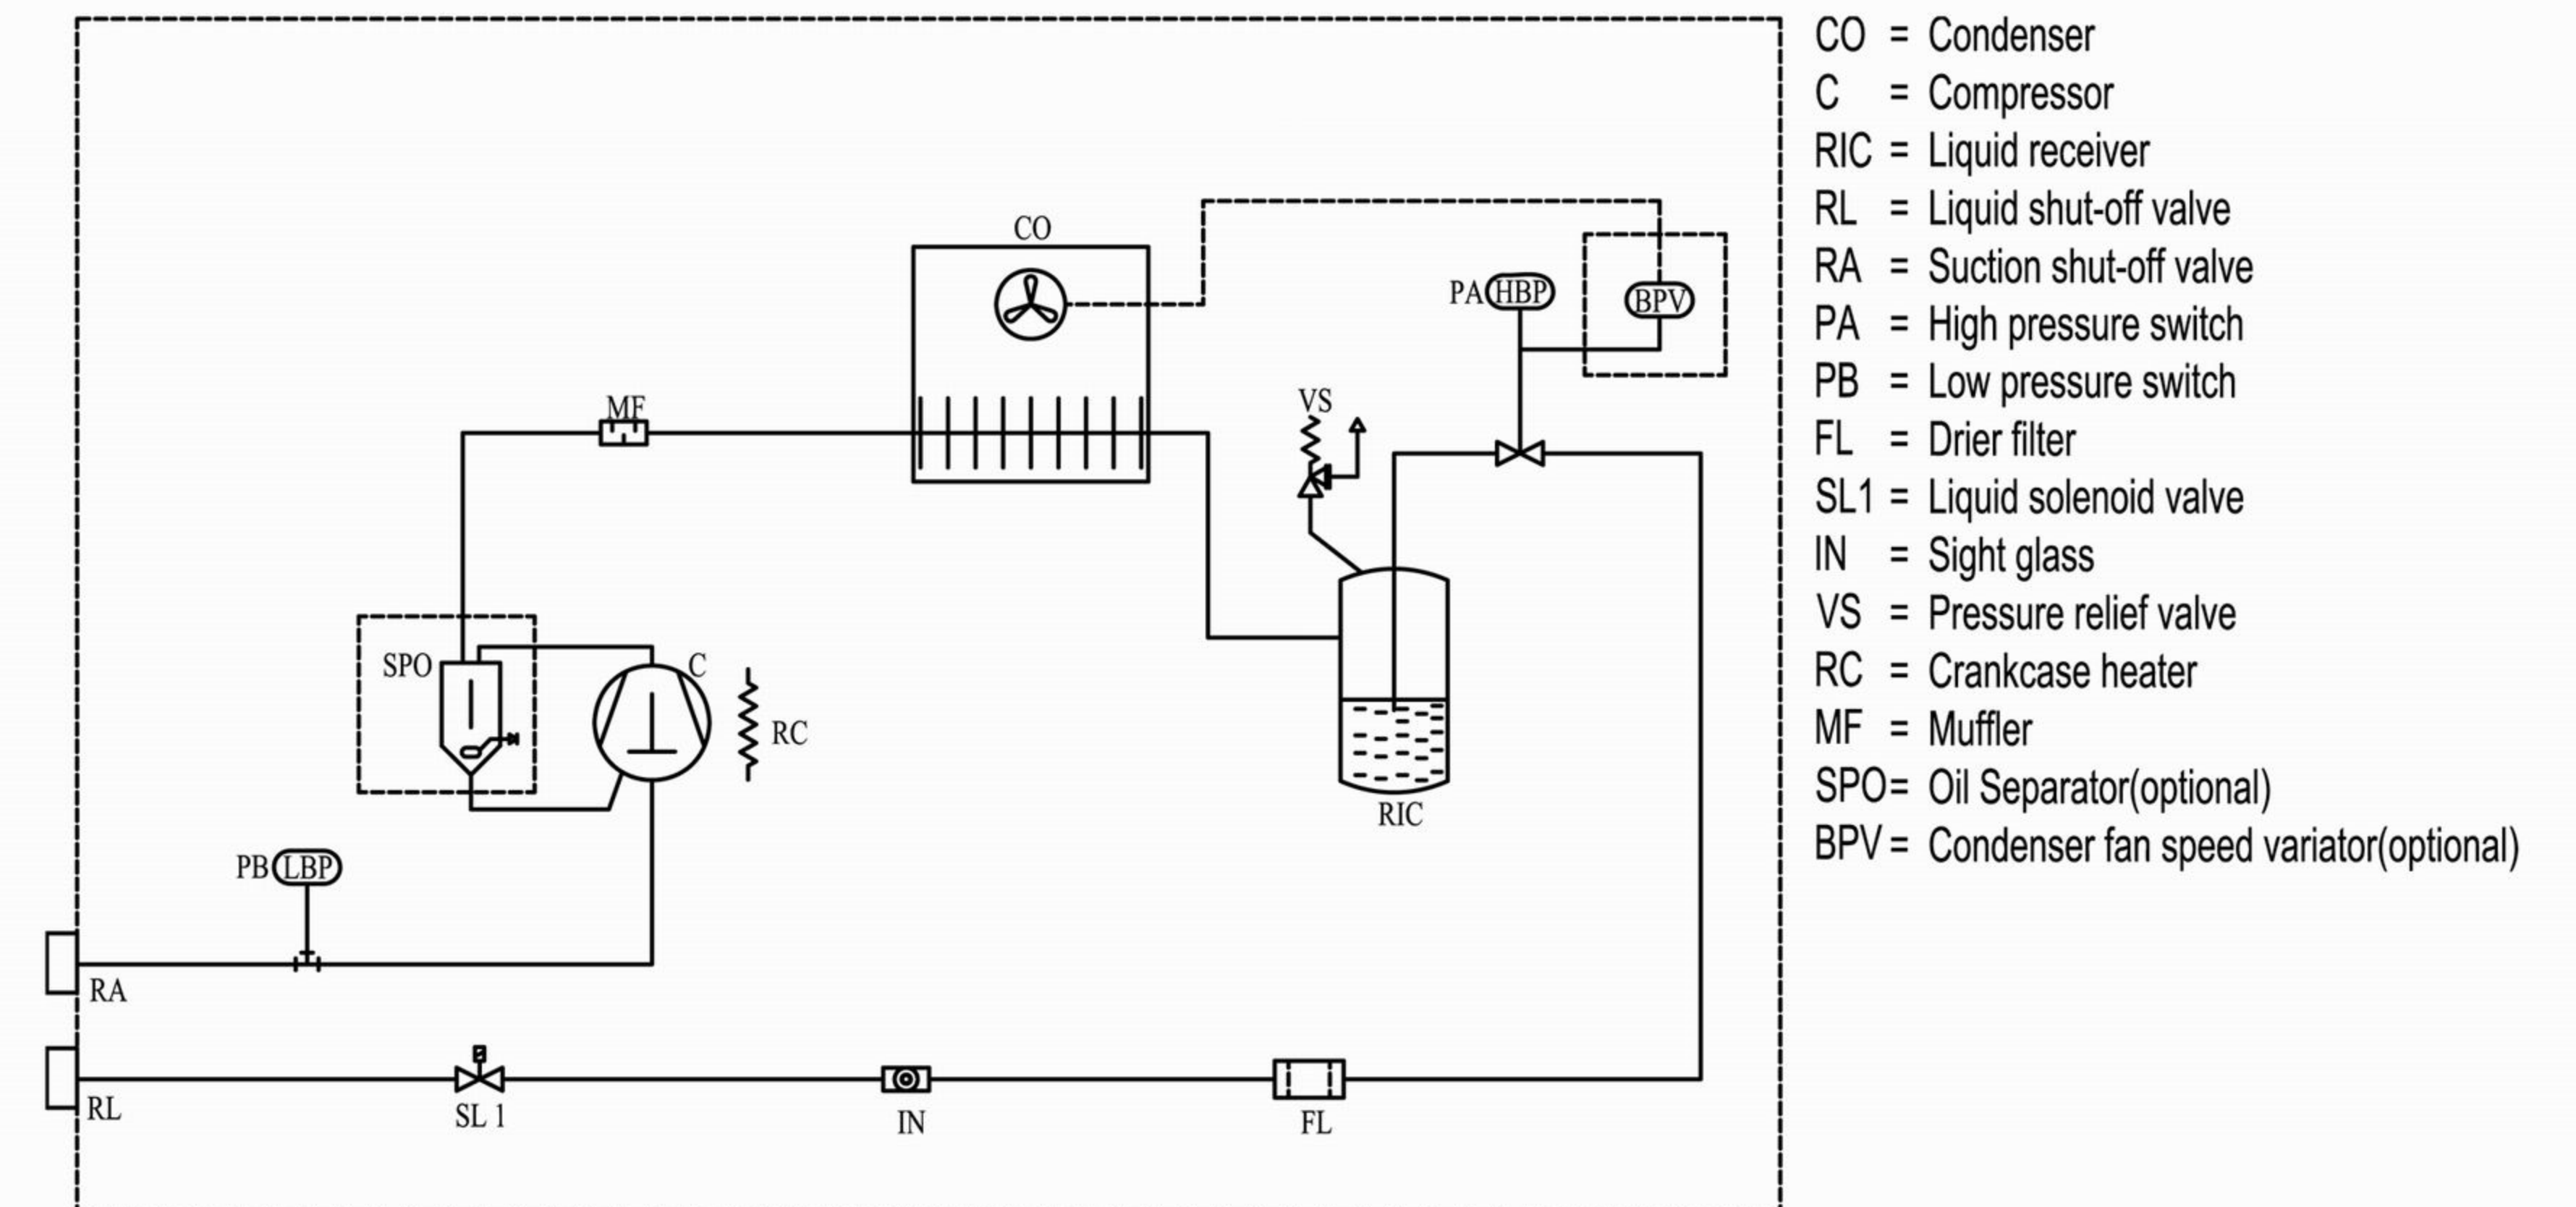 CO = Condenser
C = Compressor
RIC = Liquid receiver
RL = Liquid shut-off valve
RA = Suction shut-off valve
PA = High pressure switch
PB = Low pressure switch
FL = Drier filter
SL1 = Liquid solenoid valve
IN = Sight glass
VS = Pressure relief valve
RC = Crankcase heater
MF = Muffler
SPO= Oil Separator(optional)
BPV= Condenser fan speed variator(optional)
CO
PA HBP
BPV
MF
VS
SPO
C
RC
RIC
PB LBP
RA
RL
SL 1
IN
FL